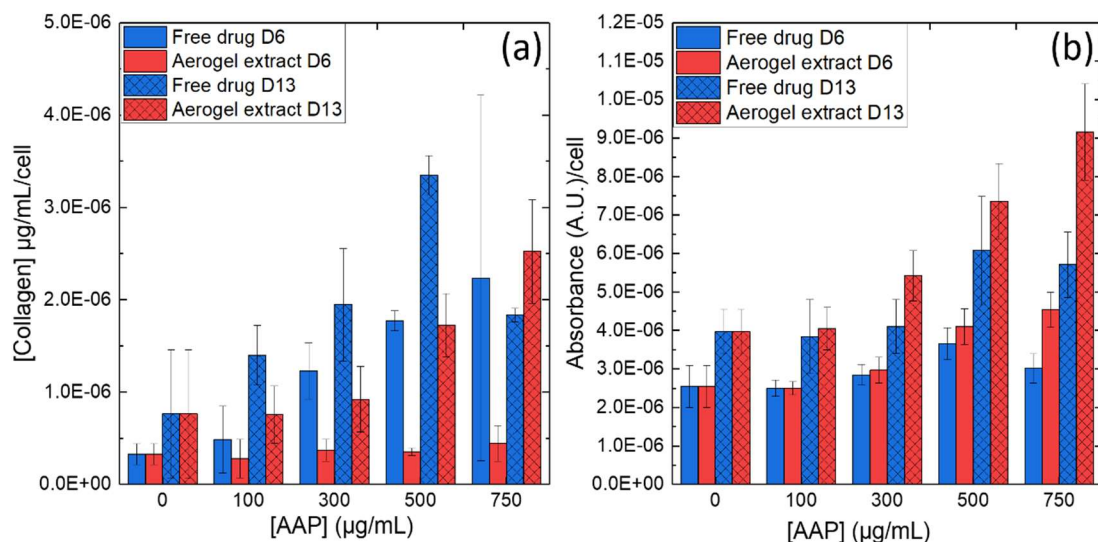 (a)
Free drug D6
Aerogel extract D6
Free drug D13
Aerogel extract D13
[Collagen] µg/mL/cell
5.0E-06
4.0E-06
3.0E-06
2.0E-06
1.0E-06
0.0E+00
0 100 300 500 750
[AAP] (µg/mL)
(b)
Free drug D6
Aerogel extract D6
Free drug D13
Aerogel extract D13
Absorbance (A.U.)/cell
1.2E-05
1.0E-05
1.0E-05
9.0E-06
8.0E-06
7.0E-06
6.0E-06
5.0E-06
4.0E-06
3.0E-06
2.0E-06
1.0E-06
0.0E+00
0 100 300 500 750
[AAP] (µg/mL)